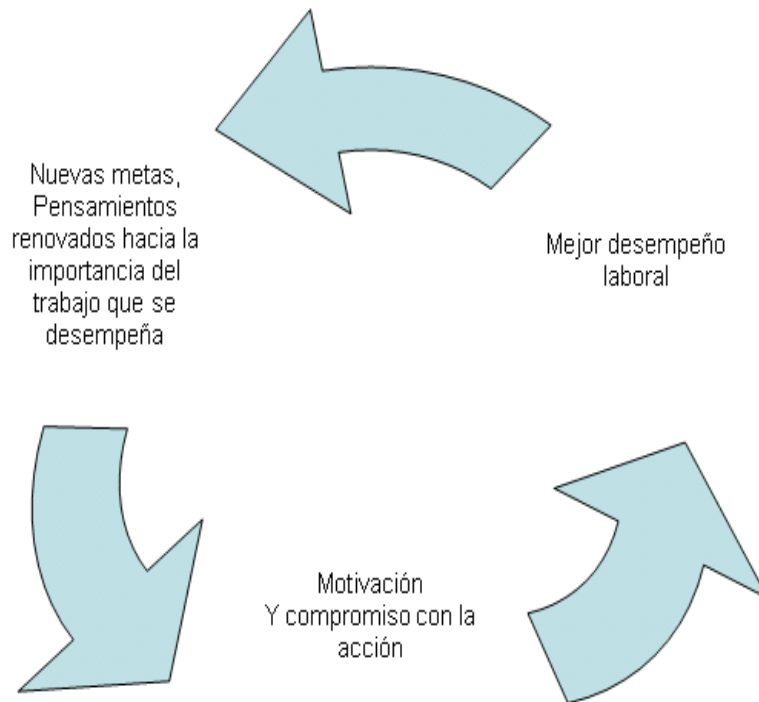 Nuevas metas,
Pensamientos
renovados hacia la
importancia del
trabajo que se
desempeña
Mejor desempeño
laboral
Motivación
Y compromiso con la
acción